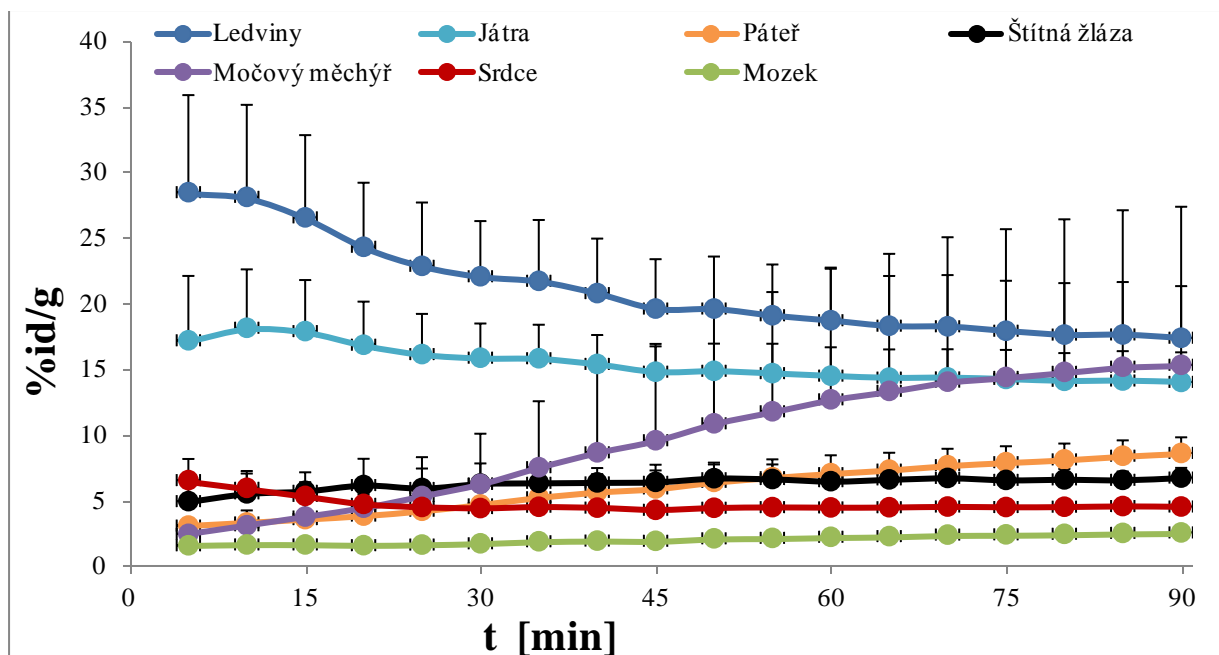 Ledviny Játra Páteř Štítná žláza
Močový měchýř Srdce Mozek
40
35
30
25
20
15
10
5
0
%id/g
0 15 30 45 60 75 90
t [min]